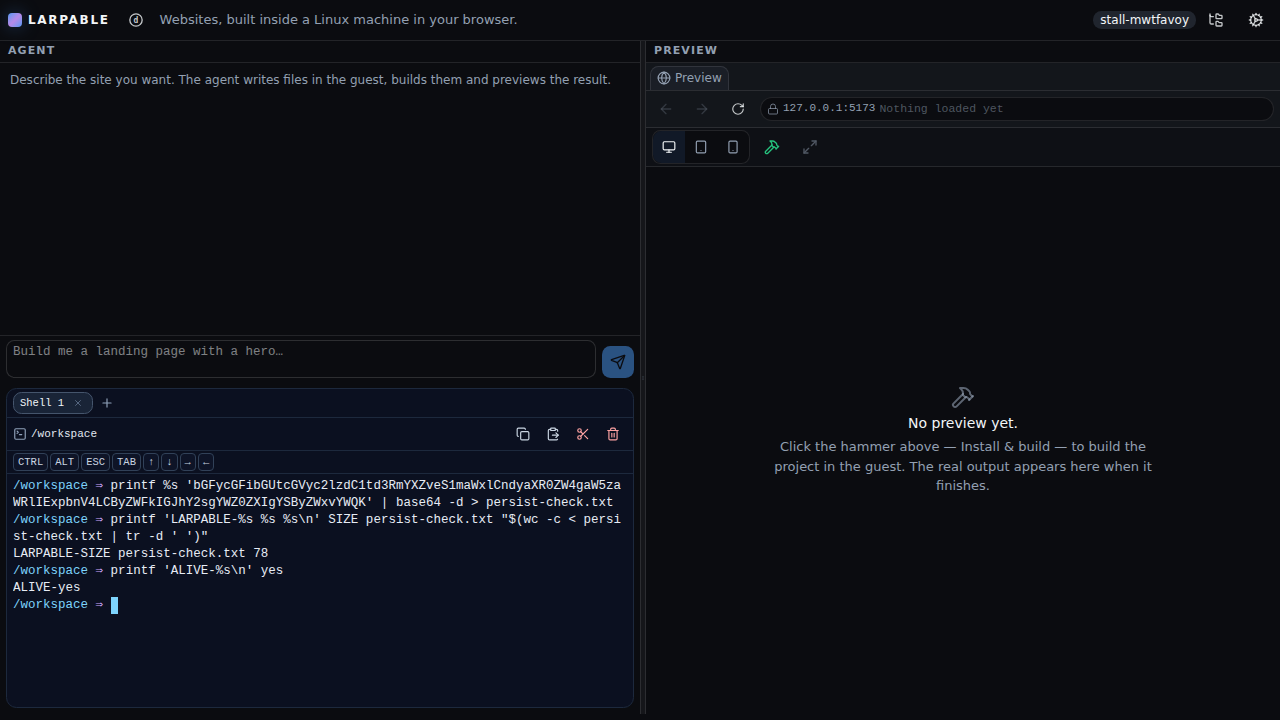 LARPABLE
Websites, built inside a Linux machine in your browser.
stall-mwtfavoy
AGENT
Describe the site you want. The agent writes files in the guest, builds them and previews the result.
Build me a landing page with a hero…
Shell 1
/workspace
CTRL ALT ESC TAB ↑ ↓ → ←
/workspace ⇒ printf %s 'bGFycGFibGUtcGVyc2lzdC1td3RmYXZveS1maWxlCndyaXR0ZW4gaW5za
WRlIExpbnV4LCByZWFkIGJhY2sgYWZ0ZXIgYSByZWxvYWQK' | base64 -d > persist-check.txt
/workspace ⇒ printf 'LARPABLE-%s %s %s\n' SIZE persist-check.txt "$(wc -c < persi
st-check.txt | tr -d ' ')"
LARPABLE-SIZE persist-check.txt 78
/workspace ⇒ printf 'ALIVE-%s\n' yes
ALIVE-yes
/workspace ⇒
PREVIEW
Preview
127.0.0.1:5173 Nothing loaded yet
No preview yet.
Click the hammer above — Install & build — to build the
project in the guest. The real output appears here when it
finishes.